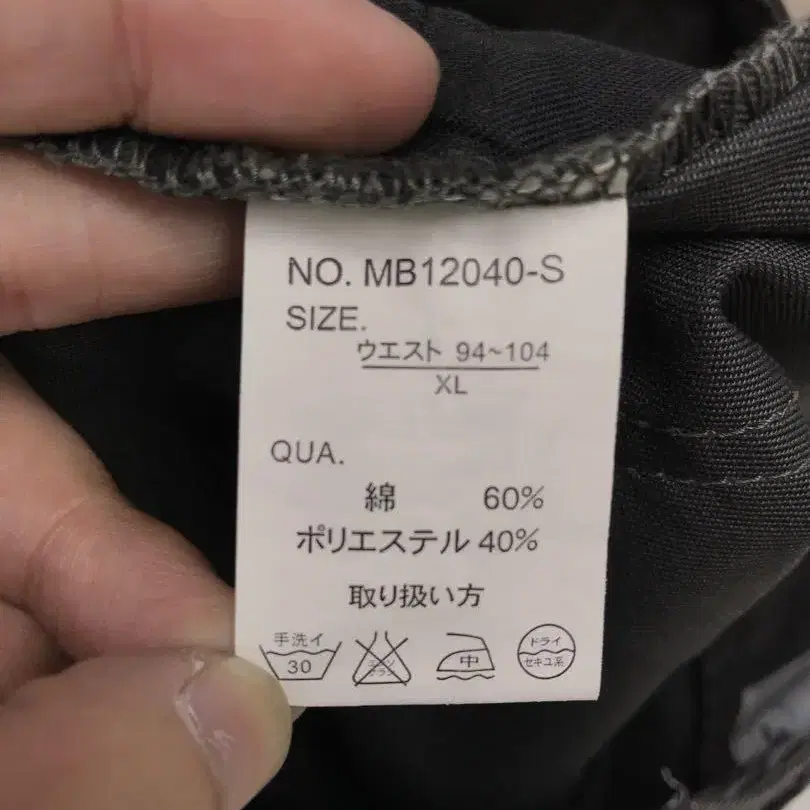 NO. MB12040-S
SIZE.
ウエスト 94~104
XL
QUA.
綿 60%
ポリエステル 40%
取り扱い方
手洗イ
30
中
ドライ
セキユ系